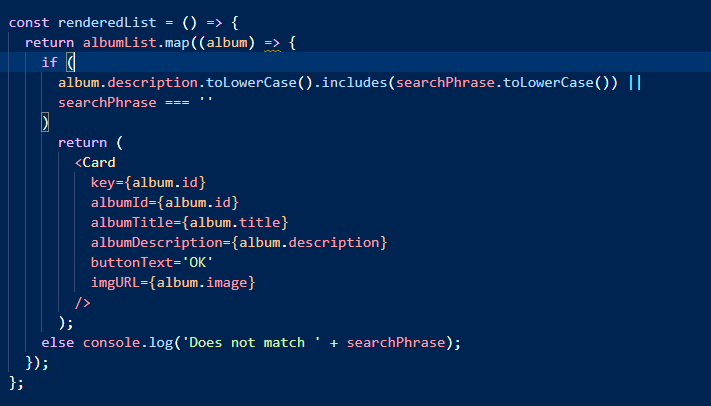 const renderedList = () => {
return albumList.map((album) => {
if (
album.description.toLowerCase().includes(searchPhrase.toLowerCase()) ||
searchPhrase === ''
)
return (
<Card
key={album.id}
albumId={album.id}
albumTitle={album.title}
albumDescription={album.description}
buttonText='OK'
imgURL={album.image}
/>
);
else console.log('Does not match ' + searchPhrase);
});
};